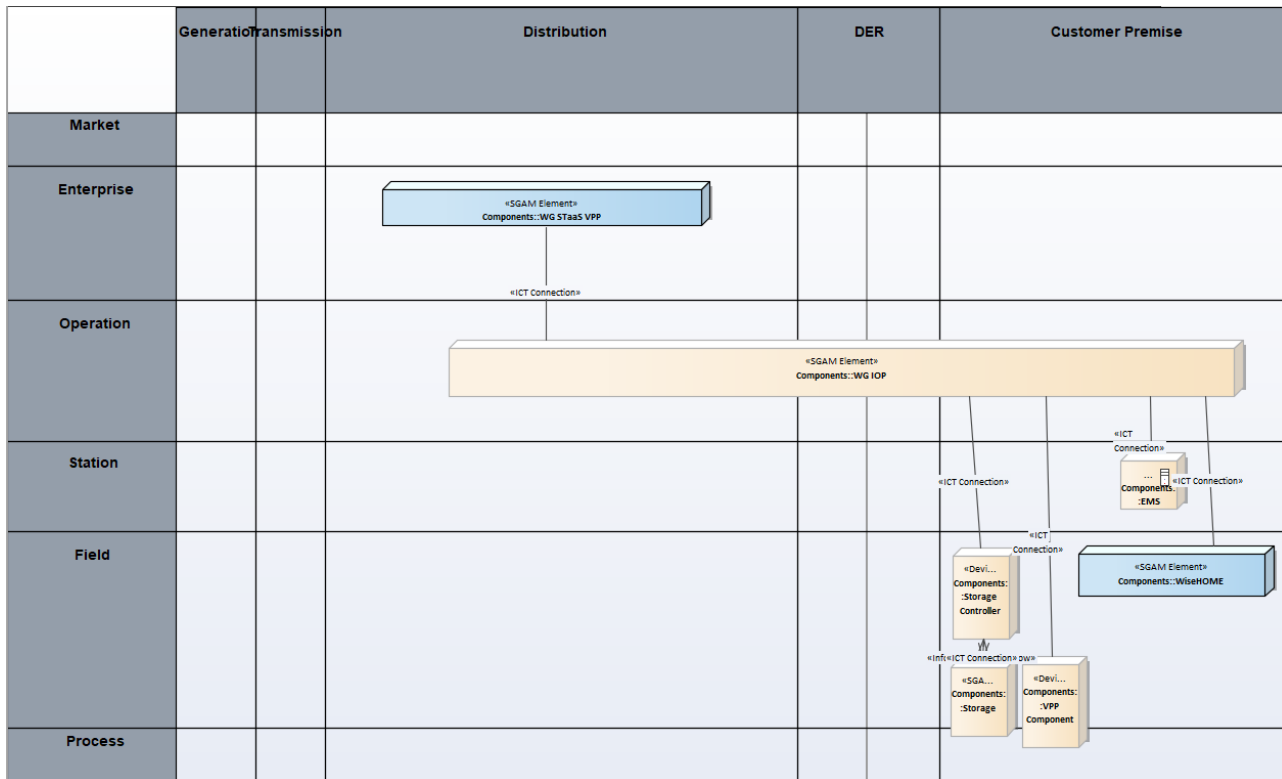 Generation
Transmission
Distribution
DER
Customer Premise
Market
Enterprise
«SGAM Element»
Components::WG STaaS VPP
«ICT Connection»
Operation
«SGAM Element»
Components::WG IOP
«ICT
Connection»
Station
...
Components:
:EMS
«ICT Connection»
«ICT Connection»
«ICT
Connection»
Field
«Devi...
Components:
:Storage
Controller
«SGAM Element»
Components::WiseHOME
«ICT Connection»
«SGA...
Components:
:Storage
«Devi...
Components:
:VPP
Component
Process